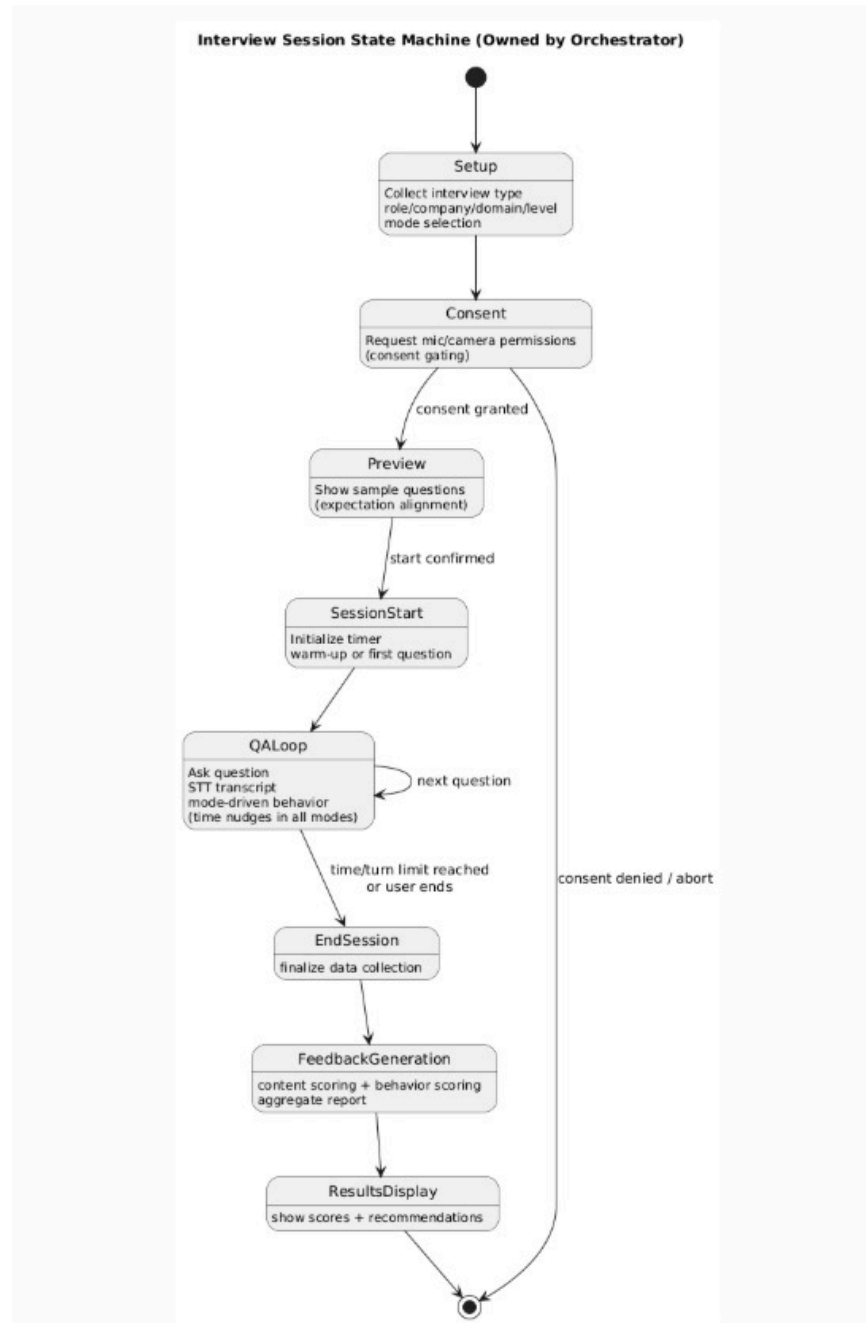 Interview Session State Machine (Owned by Orchestrator)
Setup
Collect interview type
role/company/domain/level
mode selection
Consent
Request mic/camera permissions
(consent gating)
consent granted
Preview
Show sample questions
(expectation alignment)
start confirmed
SessionStart
Initialize timer
warm-up or first question
QALoop
Ask question
STT transcript
mode-driven behavior
(time nudges in all modes)
next question
time/turn limit reached
or user ends
consent denied / abort
EndSession
finalize data collection
FeedbackGeneration
content scoring + behavior scoring
aggregate report
ResultsDisplay
show scores + recommendations